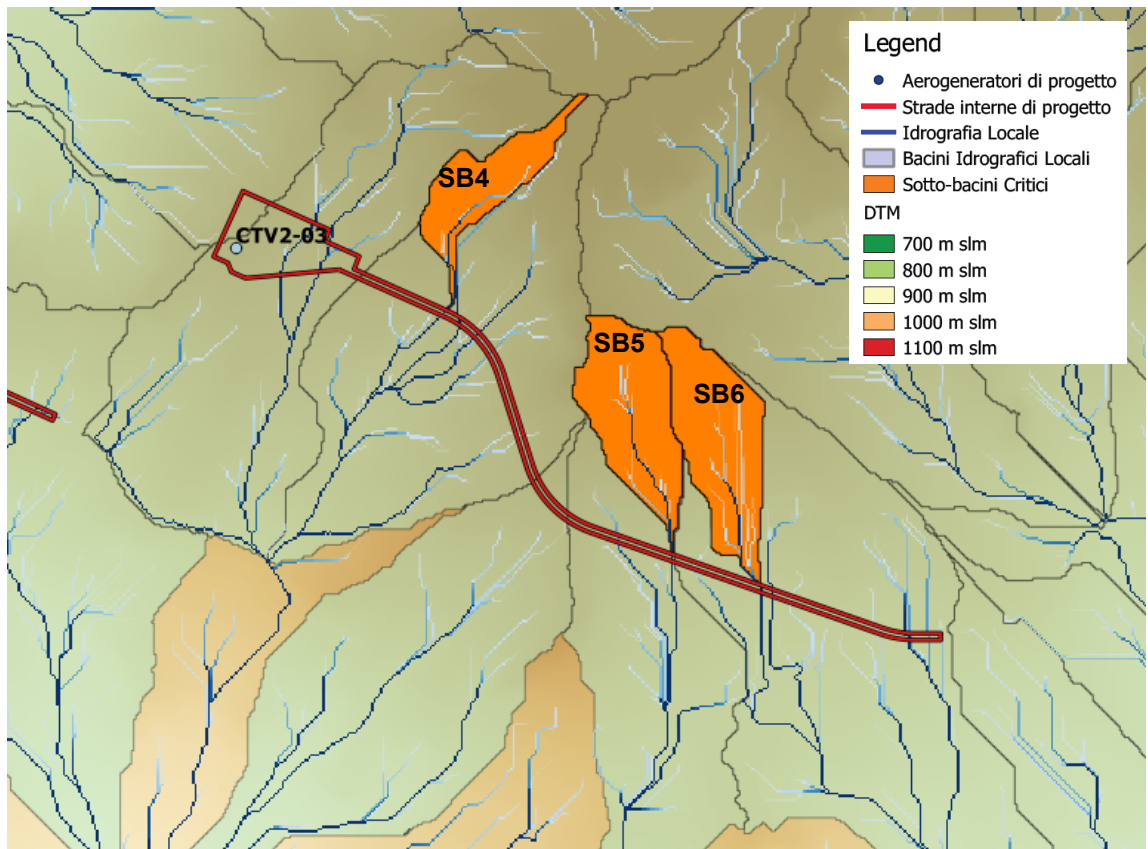 Legend
Aerogeneratori di progetto
Strade interne di progetto
Idrografia Locale
Bacini Idrografici Locali
Sotto-bacini Critici
DTM
700 m slm
800 m slm
900 m slm
1000 m slm
1100 m slm
SB4
CTV2-03
SB5
SB6